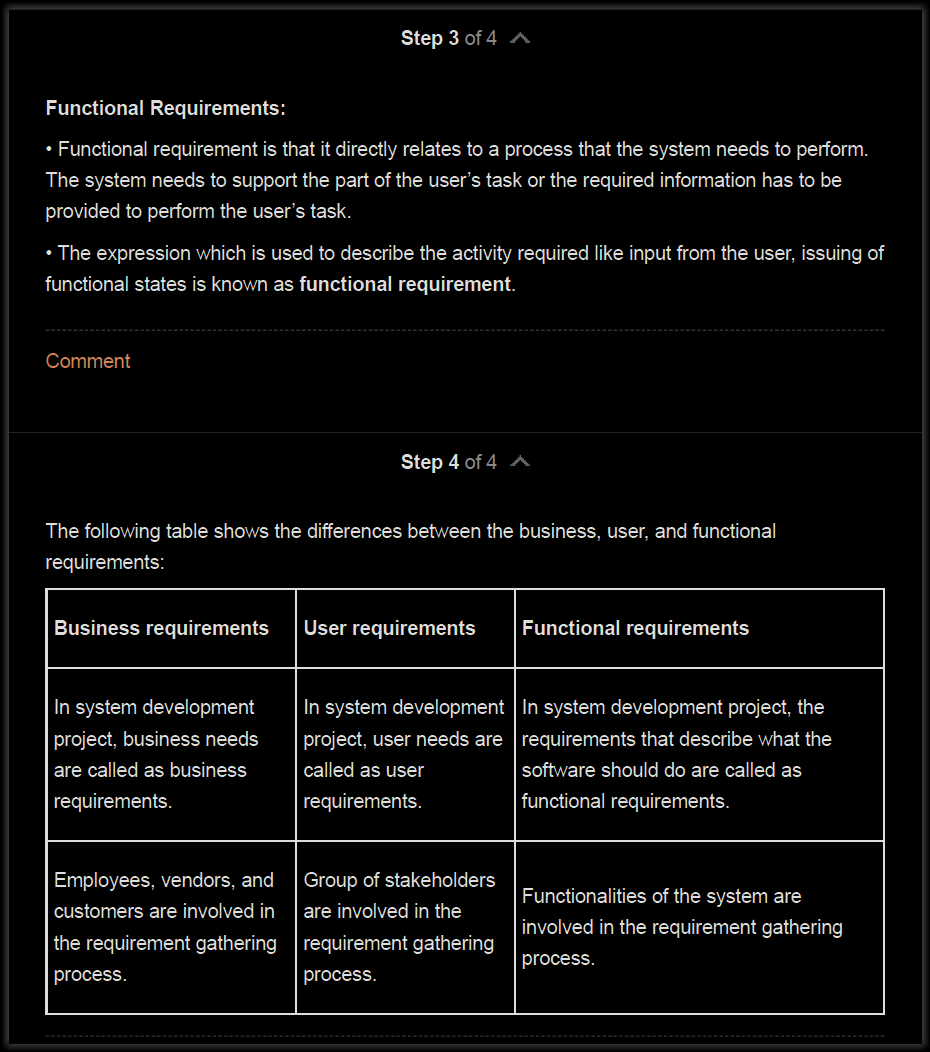 Step 3 of 4
Functional Requirements:
• Functional requirement is that it directly relates to a process that the system needs to perform.
The system needs to support the part of the user’s task or the required information has to be
provided to perform the user’s task.
• The expression which is used to describe the activity required like input from the user, issuing of
functional states is known as functional requirement.
Comment
Step 4 of 4
The following table shows the differences between the business, user, and functional
requirements:
Business requirements
User requirements
Functional requirements
In system development
project, business needs
are called as business
requirements.
In system development
project, user needs are
called as user
requirements.
In system development project, the
requirements that describe what the
software should do are called as
functional requirements.
Employees, vendors, and
customers are involved in
the requirement gathering
process.
Group of stakeholders
are involved in the
requirement gathering
process.
Functionalities of the system are
involved in the requirement gathering
process.